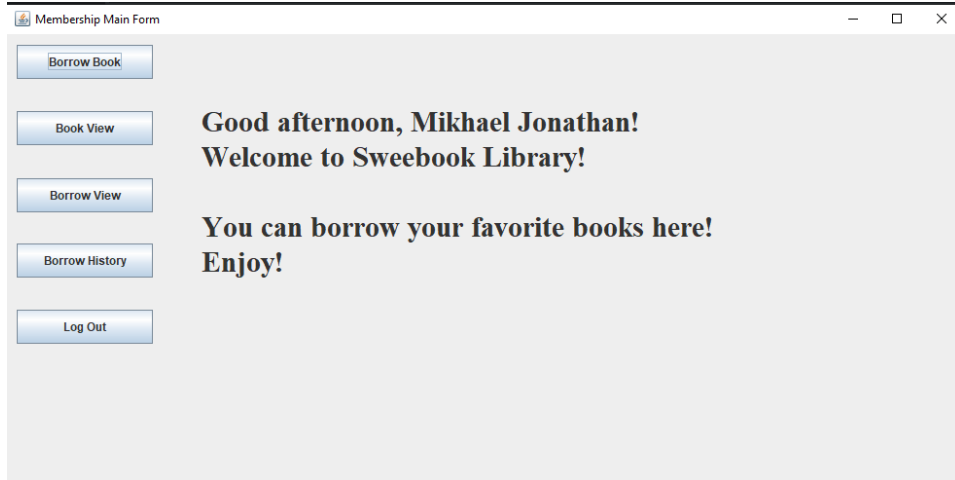 Membership Main Form
Borrow Book
Book View
Borrow View
Borrow History
Log Out
Good afternoon, Mikhael Jonathan!
Welcome to Sweebook Library!
You can borrow your favorite books here!
Enjoy!